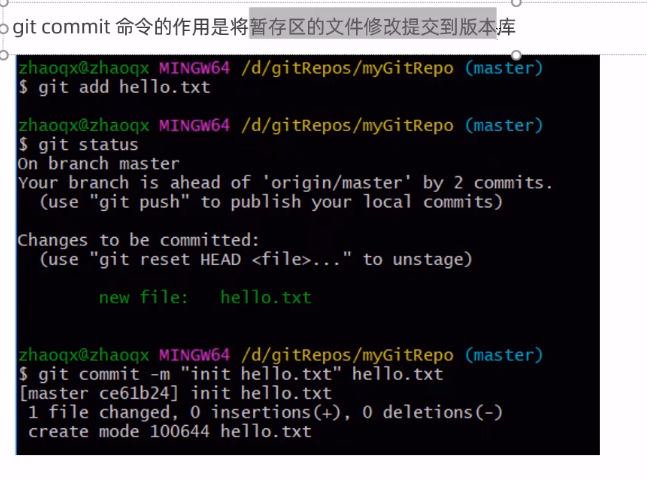 git commit 命令的作用是将暂存区的文件修改提交到版本库
zhaoqx@zhaoqx MINGW64 /d/gitRepos/myGitRepo (master)
$ git add hello.txt
zhaoqx@zhaoqx MINGW64 /d/gitRepos/myGitRepo (master)
$ git status
On branch master
Your branch is ahead of 'origin/master' by 2 commits.
(use "git push" to publish your local commits)
Changes to be committed:
(use "git reset HEAD <file>..." to unstage)
new file: hello.txt
zhaoqx@zhaoqx MINGW64 /d/gitRepos/myGitRepo (master)
$ git commit -m "init hello.txt" hello.txt
[master ce61b24] init hello.txt
1 file changed, 0 insertions(+), 0 deletions(-)
create mode 100644 hello.txt